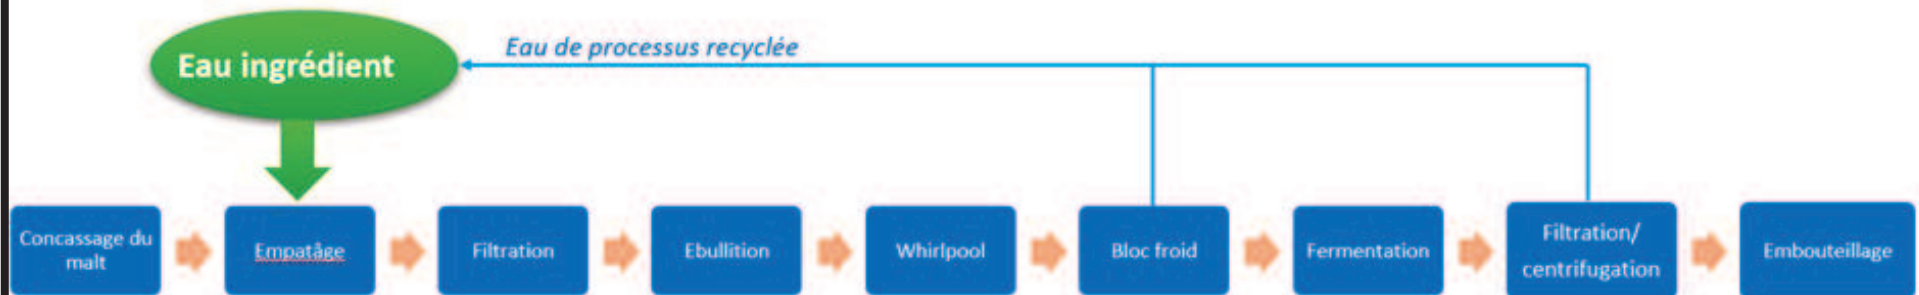 Eau ingrédient
Eau de processus recyclée
Concassage du
malt
Empatâge
Filtration
Ebullition
Whirlpool
Bloc froid
Fermentation
Filtration/
centrifugation
Embouteillage